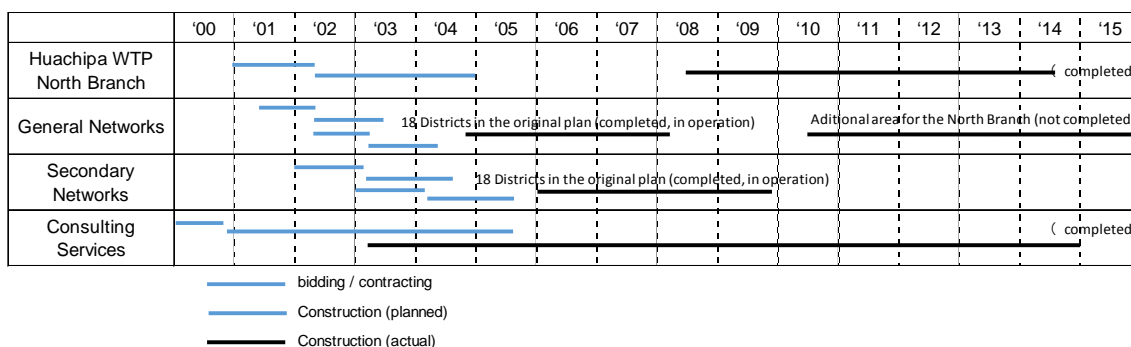 ‘00 ‘01 ‘02 ‘03 ‘04 ‘05 ‘06 ‘07 ‘08 ‘09 ‘10 ‘11 ‘12 ‘13 ‘14 ‘15
Huachipa WTP
North Branch
( completed
General Networks
18 Districts in the original plan (completed, in operation)
Aditional area for the North Branch (not completed
Secondary
Networks
18 Districts in the original plan (completed, in operation)
Consulting
Services
( completed
bidding / contracting
Construction (planned)
Construction (actual)